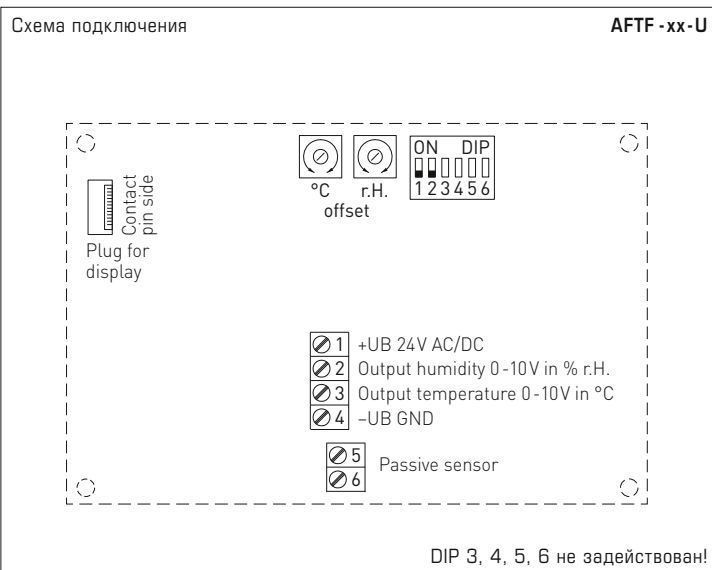 Схема подключения
AFTF-xx-U
ON DIP
1 2 3 4 5 6
°C r.H.
offset
Contact
pin side
Plug for
display
1 +UB 24V AC/DC
2 Output humidity 0-10V in % r.H.
3 Output temperature 0-10V in °C
4 –UB GND
5
6
Passive sensor
DIP 3, 4, 5, 6 не задействован!